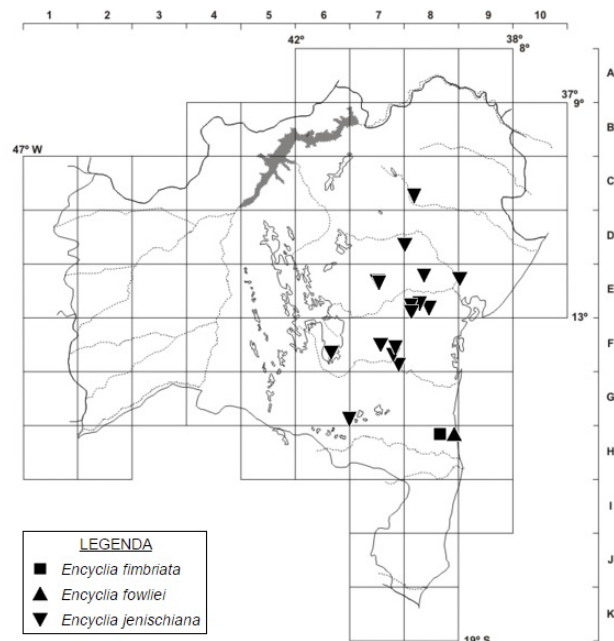 1 2 3 4 5 6 7 8 9 10
42° 38°
8°
A
37°
9°
B
47° W
C
D
E
13°
F
G
H
I
LEGENDA
J
Encyclia fimbriata
Encyclia fowliei
Encyclia jenischiana
K
19° S